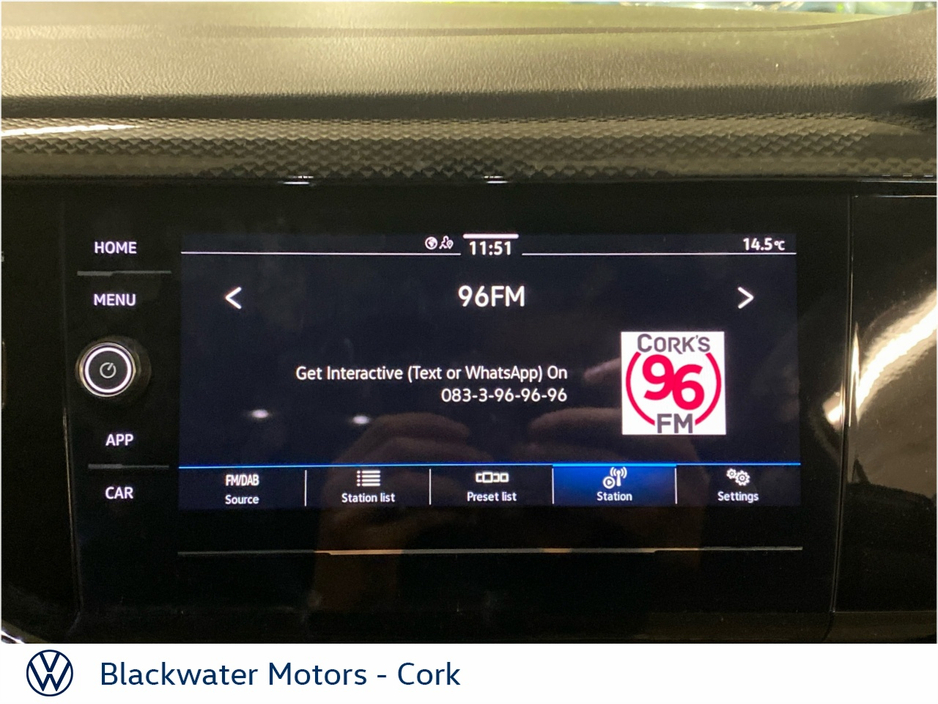 HOME
MENU
APP
CAR
11:51
14.5°C
96FM
Get Interactive (Text or WhatsApp) On
083-3-96-96-96
CORK'S
96
FM
FM/DAB
Source
Station list
Preset list
Station
Settings
Blackwater Motors - Cork